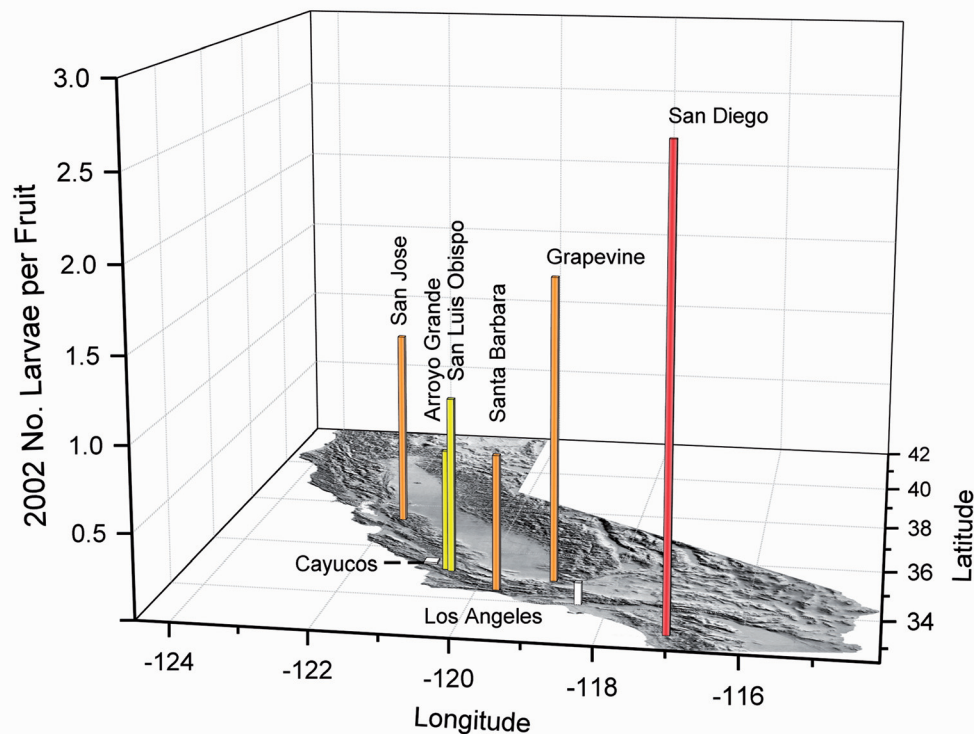 2002 No. Larvae per Fruit
3.0
2.5
2.0
1.5
1.0
0.5
San Diego
Grapevine
San Jose
Arroyo Grande
San Luis Obispo
Santa Barbara
Cayucos
Los Angeles
42
40
38
36
34
Latitude
-124
-122
-120
-118
-116
Longitude